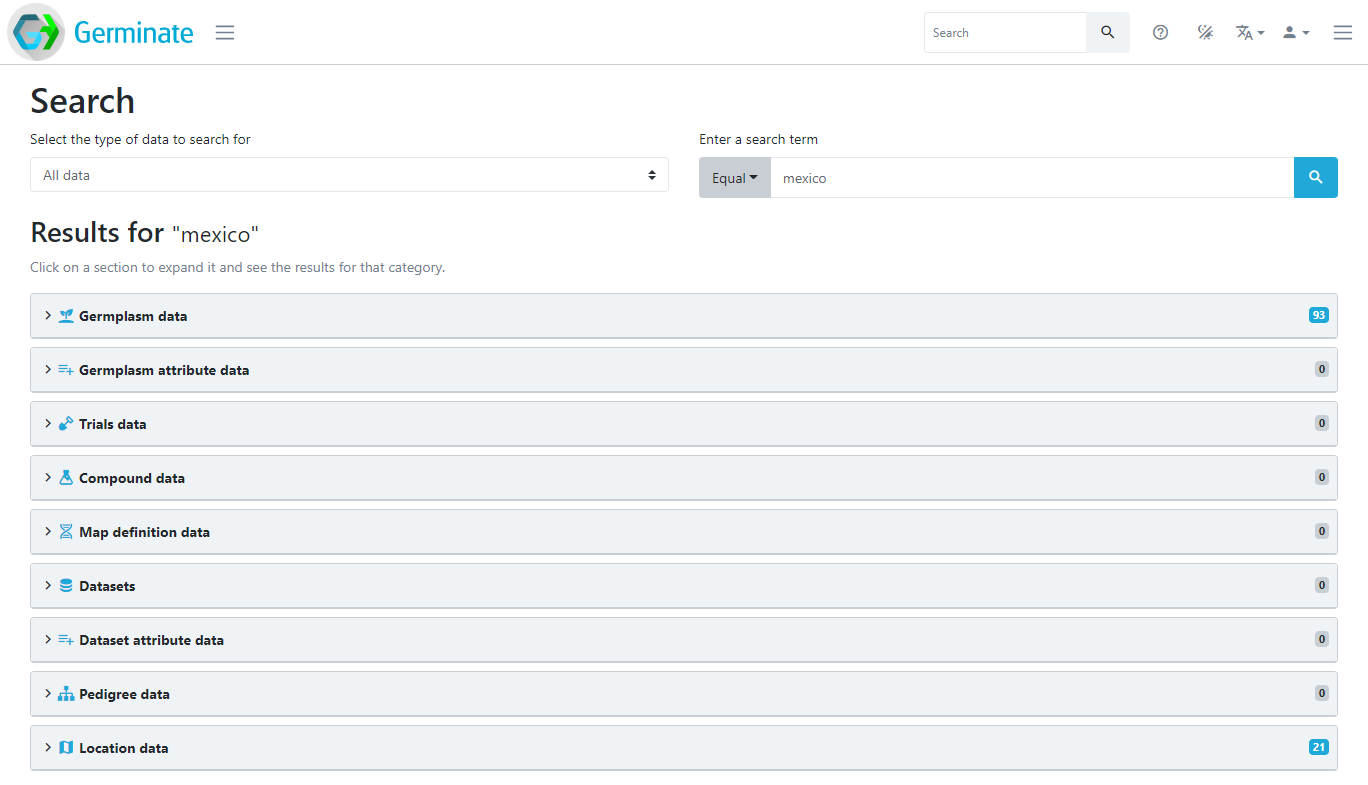 Germinate
Search
Search
Select the type of data to search for
Enter a search term
All data
Equal
mexico
Results for "mexico"
Click on a section to expand it and see the results for that category.
Germplasm data 93
Germplasm attribute data 0
Trials data 0
Compound data 0
Map definition data 0
Datasets 0
Dataset attribute data 0
Pedigree data 0
Location data 21